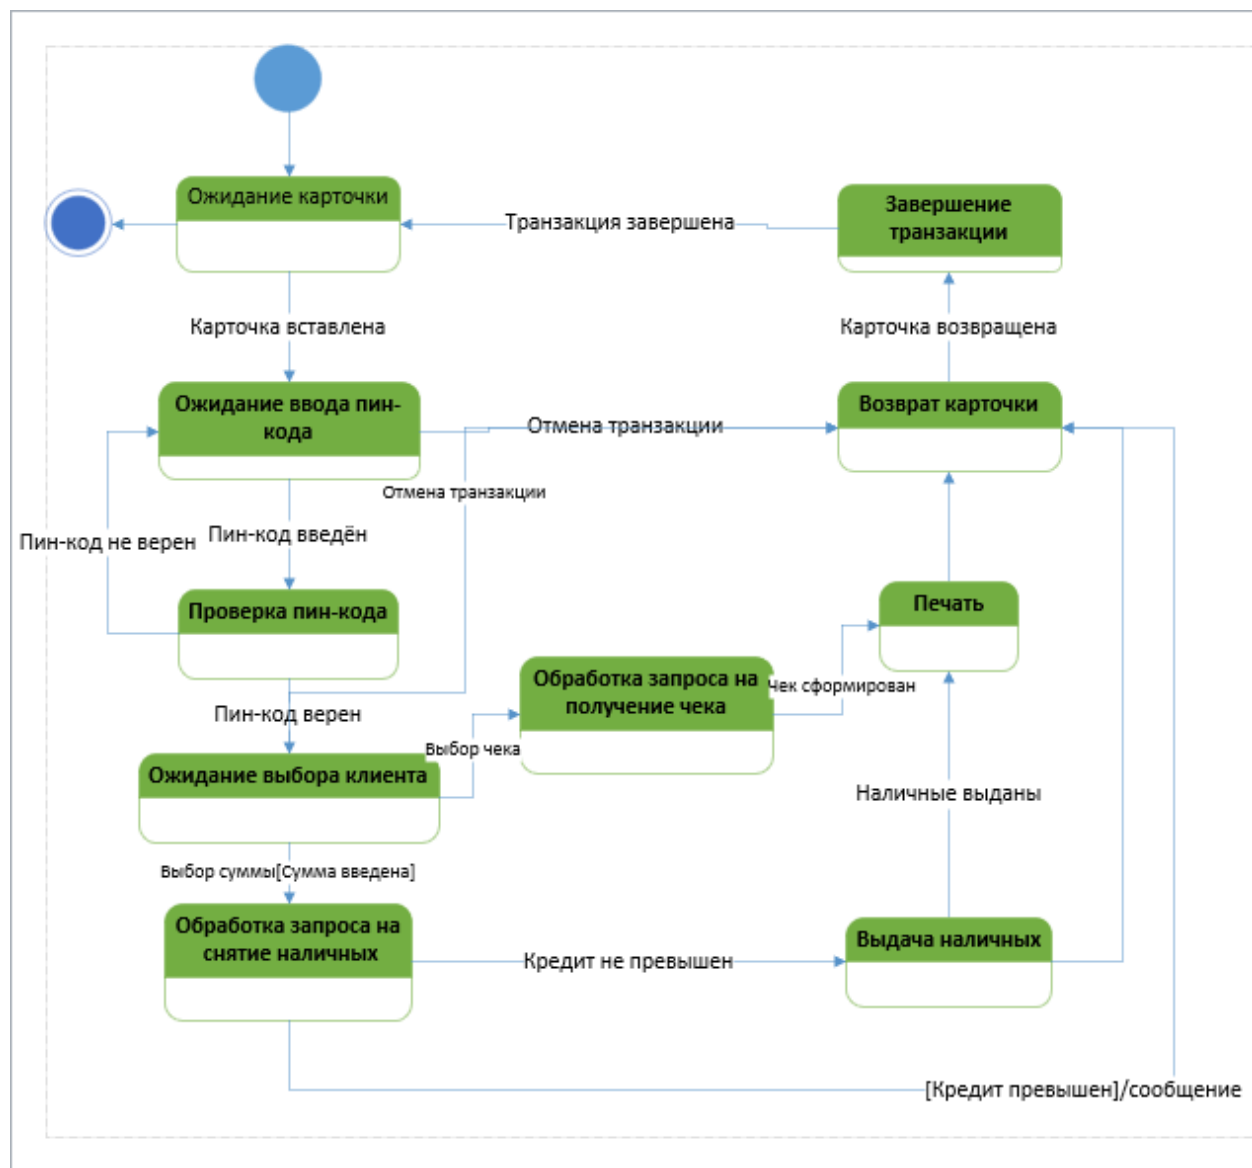 Ожидание карточки
Завершение
транзакции
Транзакция завершена
Карточка вставлена
Карточка возвращена
Ожидание ввода пин-
кода
Отмена транзакции
Возврат карточки
Отмена транзакции
Пин-код не верен
Пин-код введён
Проверка пин-кода
Печать
Обработка запроса на
получение чека
Чек сформирован
Пин-код верен
Выбор чека
Ожидание выбора клиента
Наличные выданы
Выбор суммы[Сумма введена]
Обработка запроса на
снятие наличных
Кредит не превышен
Выдача наличных
[Кредит превышен]/сообщение